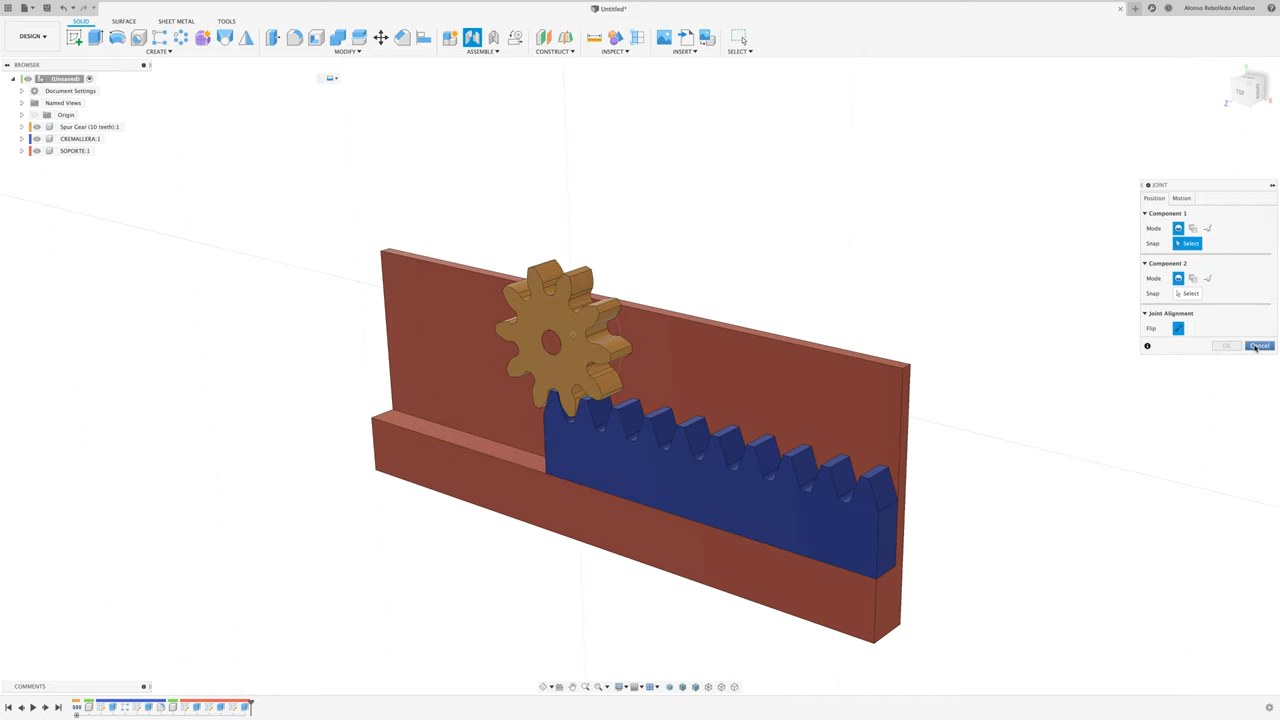 Untitled*
Alonso Rebolledo Arellano
DESIGN
SOLID
SURFACE
SHEET METAL
TOOLS
CREATE
MODIFY
ASSEMBLE
CONSTRUCT
INSPECT
INSERT
SELECT
BROWSER
(Unsaved)
Document Settings
Named Views
Origin
Spur Gear (10 teeth):1
CREMALLERA:1
SOPORTE:1
Y
Z
X
TOP
JOINT
Position
Motion
Component 1
Mode
Snap
Select
Component 2
Mode
Snap
Select
Joint Alignment
Flip
OK
Cancel
COMMENTS